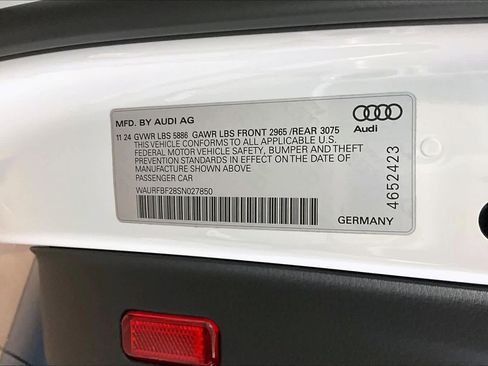 MFD. BY AUDI AG
11 24 GVWR LBS 5886 GAWR LBS FRONT 2965 /REAR 3075
THIS VEHICLE CONFORMS TO ALL APPLICABLE U.S.
FEDERAL MOTOR VEHICLE SAFETY, BUMPER AND THEFT
PREVENTION STANDARDS IN EFFECT ON THE DATE OF
MANUFACTURE SHOWN ABOVE
PASSENGER CAR
WAURFBF28SN027850
Audi
4652423
GERMANY